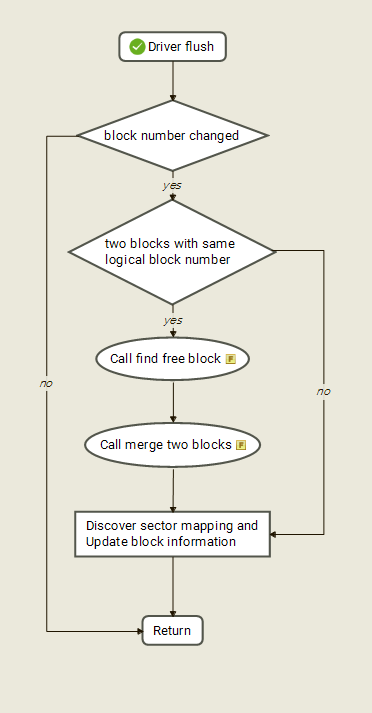 Driver flush
block number changed
yes
two blocks with same
logical block number
yes
Call find free block F
no
no
Call merge two blocks F
Discover sector mapping and
Update block information
Return